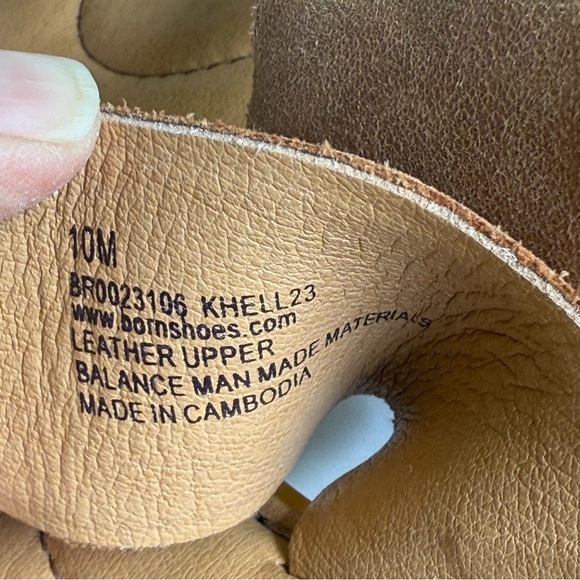 10M
BR0023106 KHELL23
www.bornshoes.com
LEATHER UPPER
BALANCE MAN MADE MATERIALS
MADE IN CAMBODIA